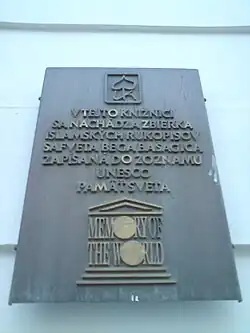 V TEJTO KNIŽNICI
SA NACHÁDZA ZBIERKA
ISLAMSKÝCH RUKOPISOV
SAFVETA BEGA BAŠAGIĆA
ZAPÍSANÁ DO ZOZNAMU
UNESCO
PAMÄŤ SVETA
MEMORY OF
THE WORLD